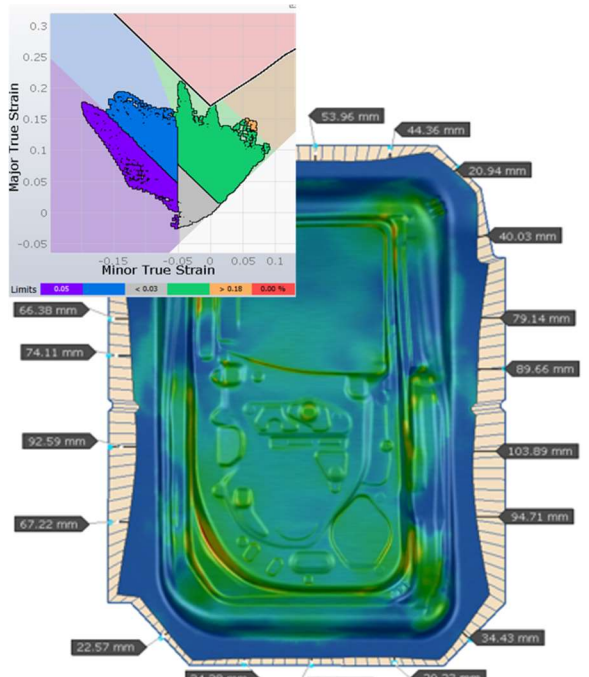 0.3
0.25
0.2
0.15
0.1
0.05
0
-0.05
Major True Strain
-0.15
-0.05
0.05
0.1
Minor True Strain
Limits 0.05 < 0.03 > 0.18 0.00 %
53.96 mm
44.36 mm
20.94 mm
40.03 mm
66.38 mm
79.14 mm
74.11 mm
89.66 mm
92.59 mm
103.89 mm
67.22 mm
94.71 mm
22.57 mm
34.43 mm